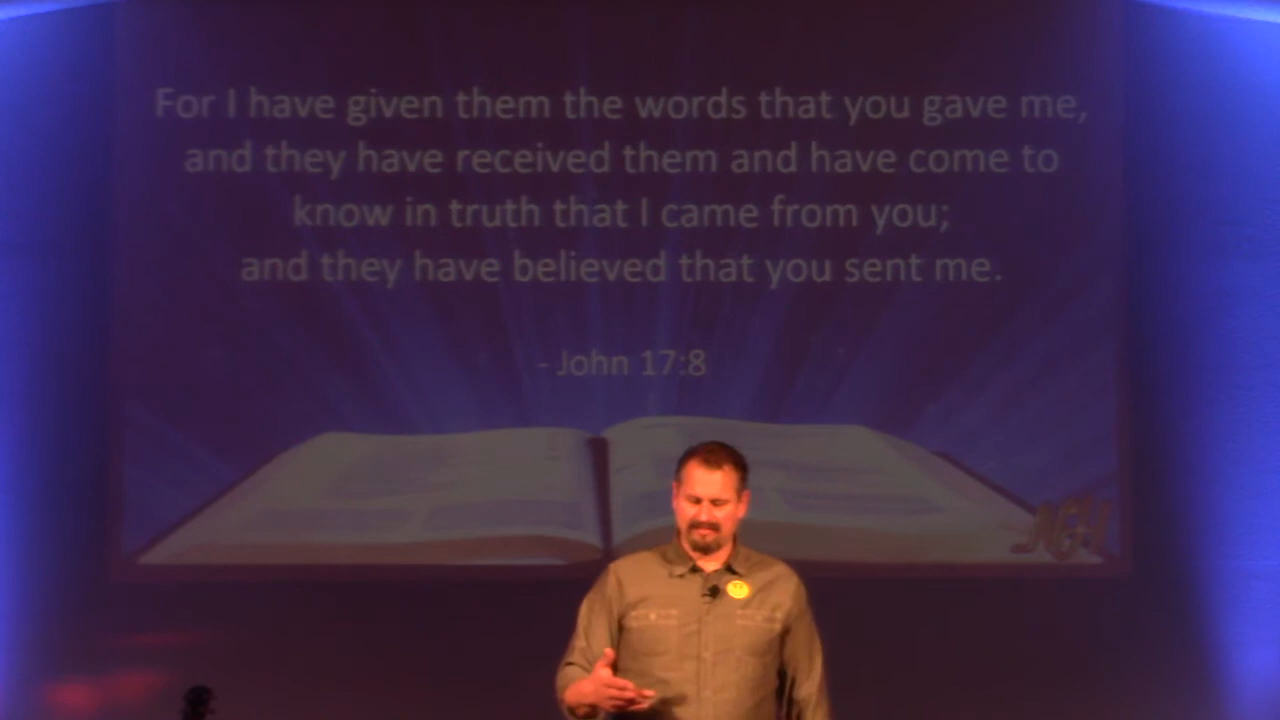 For I have given them the words that you gave me,
and they have received them and have come to
know in truth that I came from you;
and they have believed that you sent me.
- John 17:8